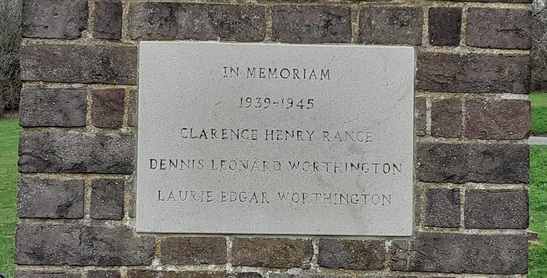 IN MEMORIAM
1939-1945
CLARENCE HENRY RANCE
DENNIS LEONARD WORTHINGTON
LAURIE EDGAR WORTHINGTON